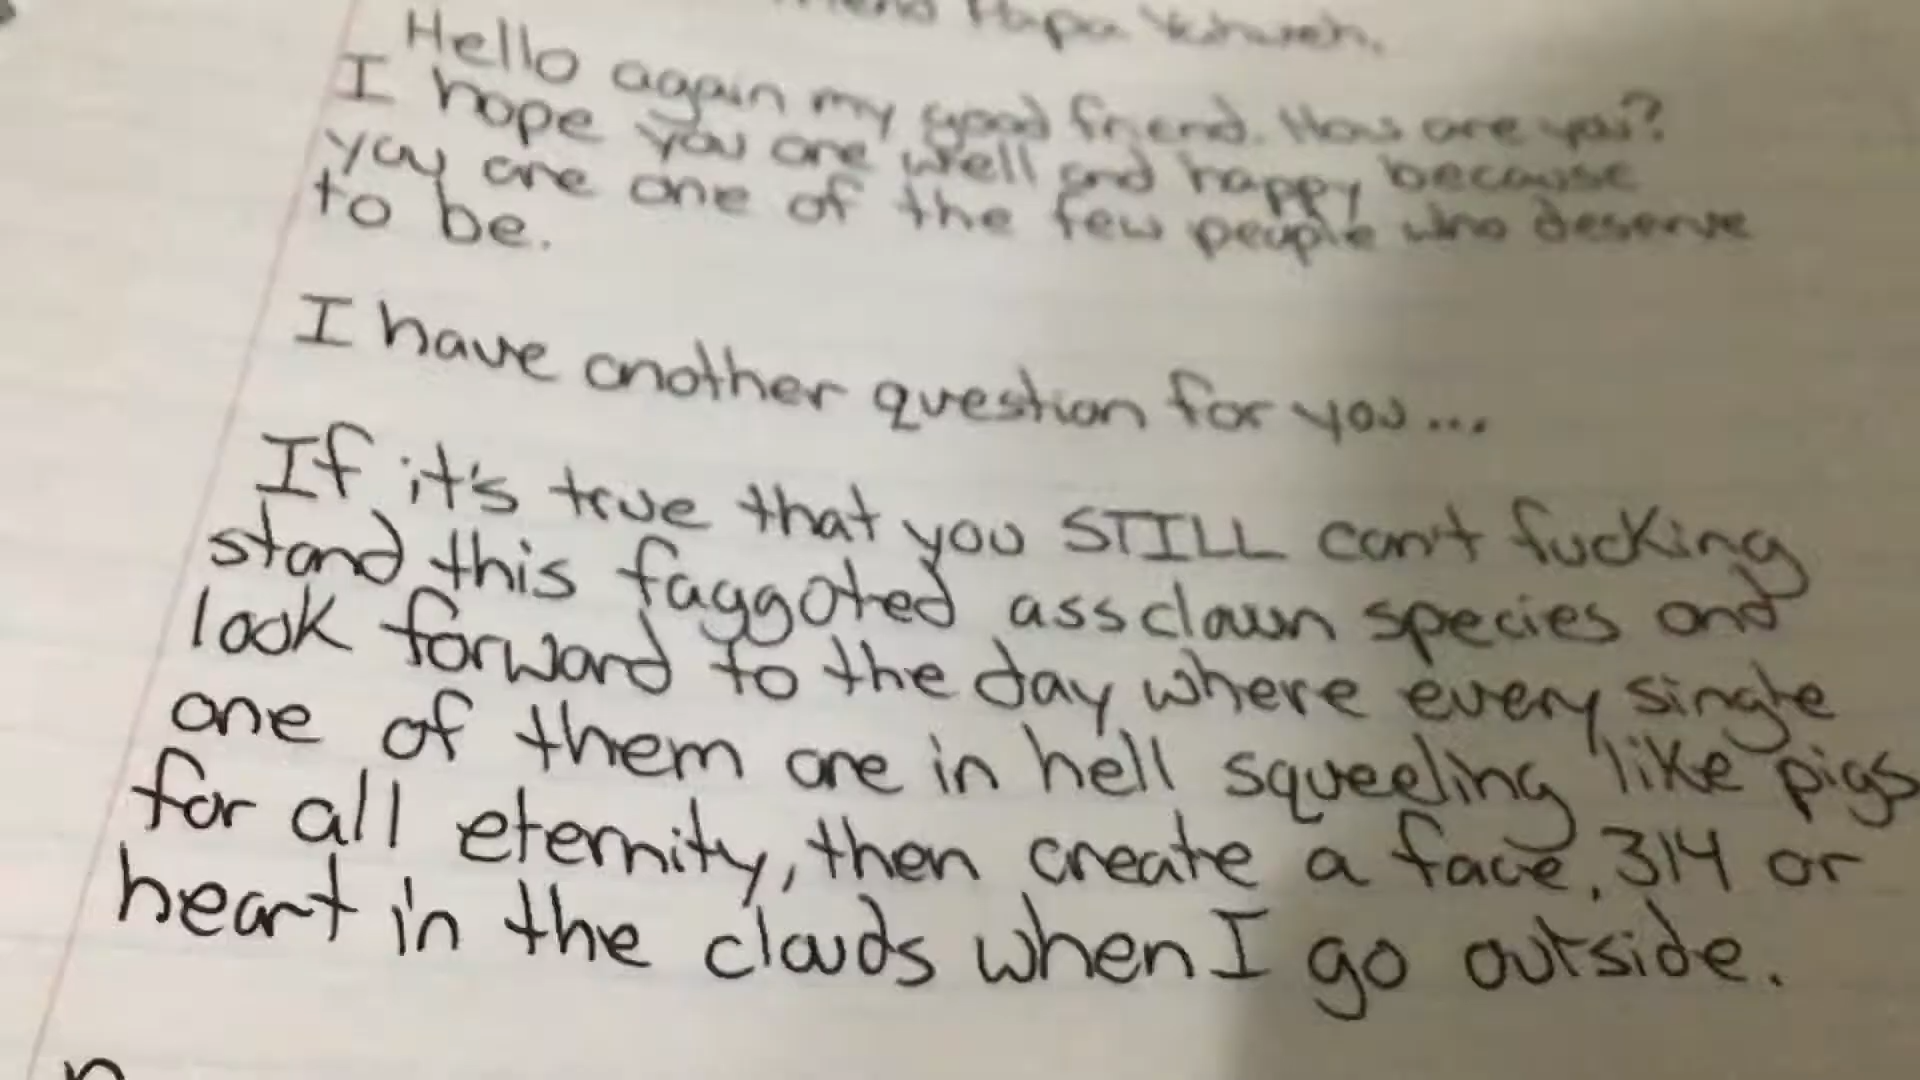 Papa Yahweh.
Hello again my good friend. How are you?
I hope you are well and happy because
you are one of the few people who deserve
to be.
I have another question for you...
If it's true that you STILL can't fucking
stand this faggoted assclown species and
look forward to the day where every single
one of them are in hell squeeling like pigs
for all eternity, then create a face, 314 or
heart in the clouds when I go outside.